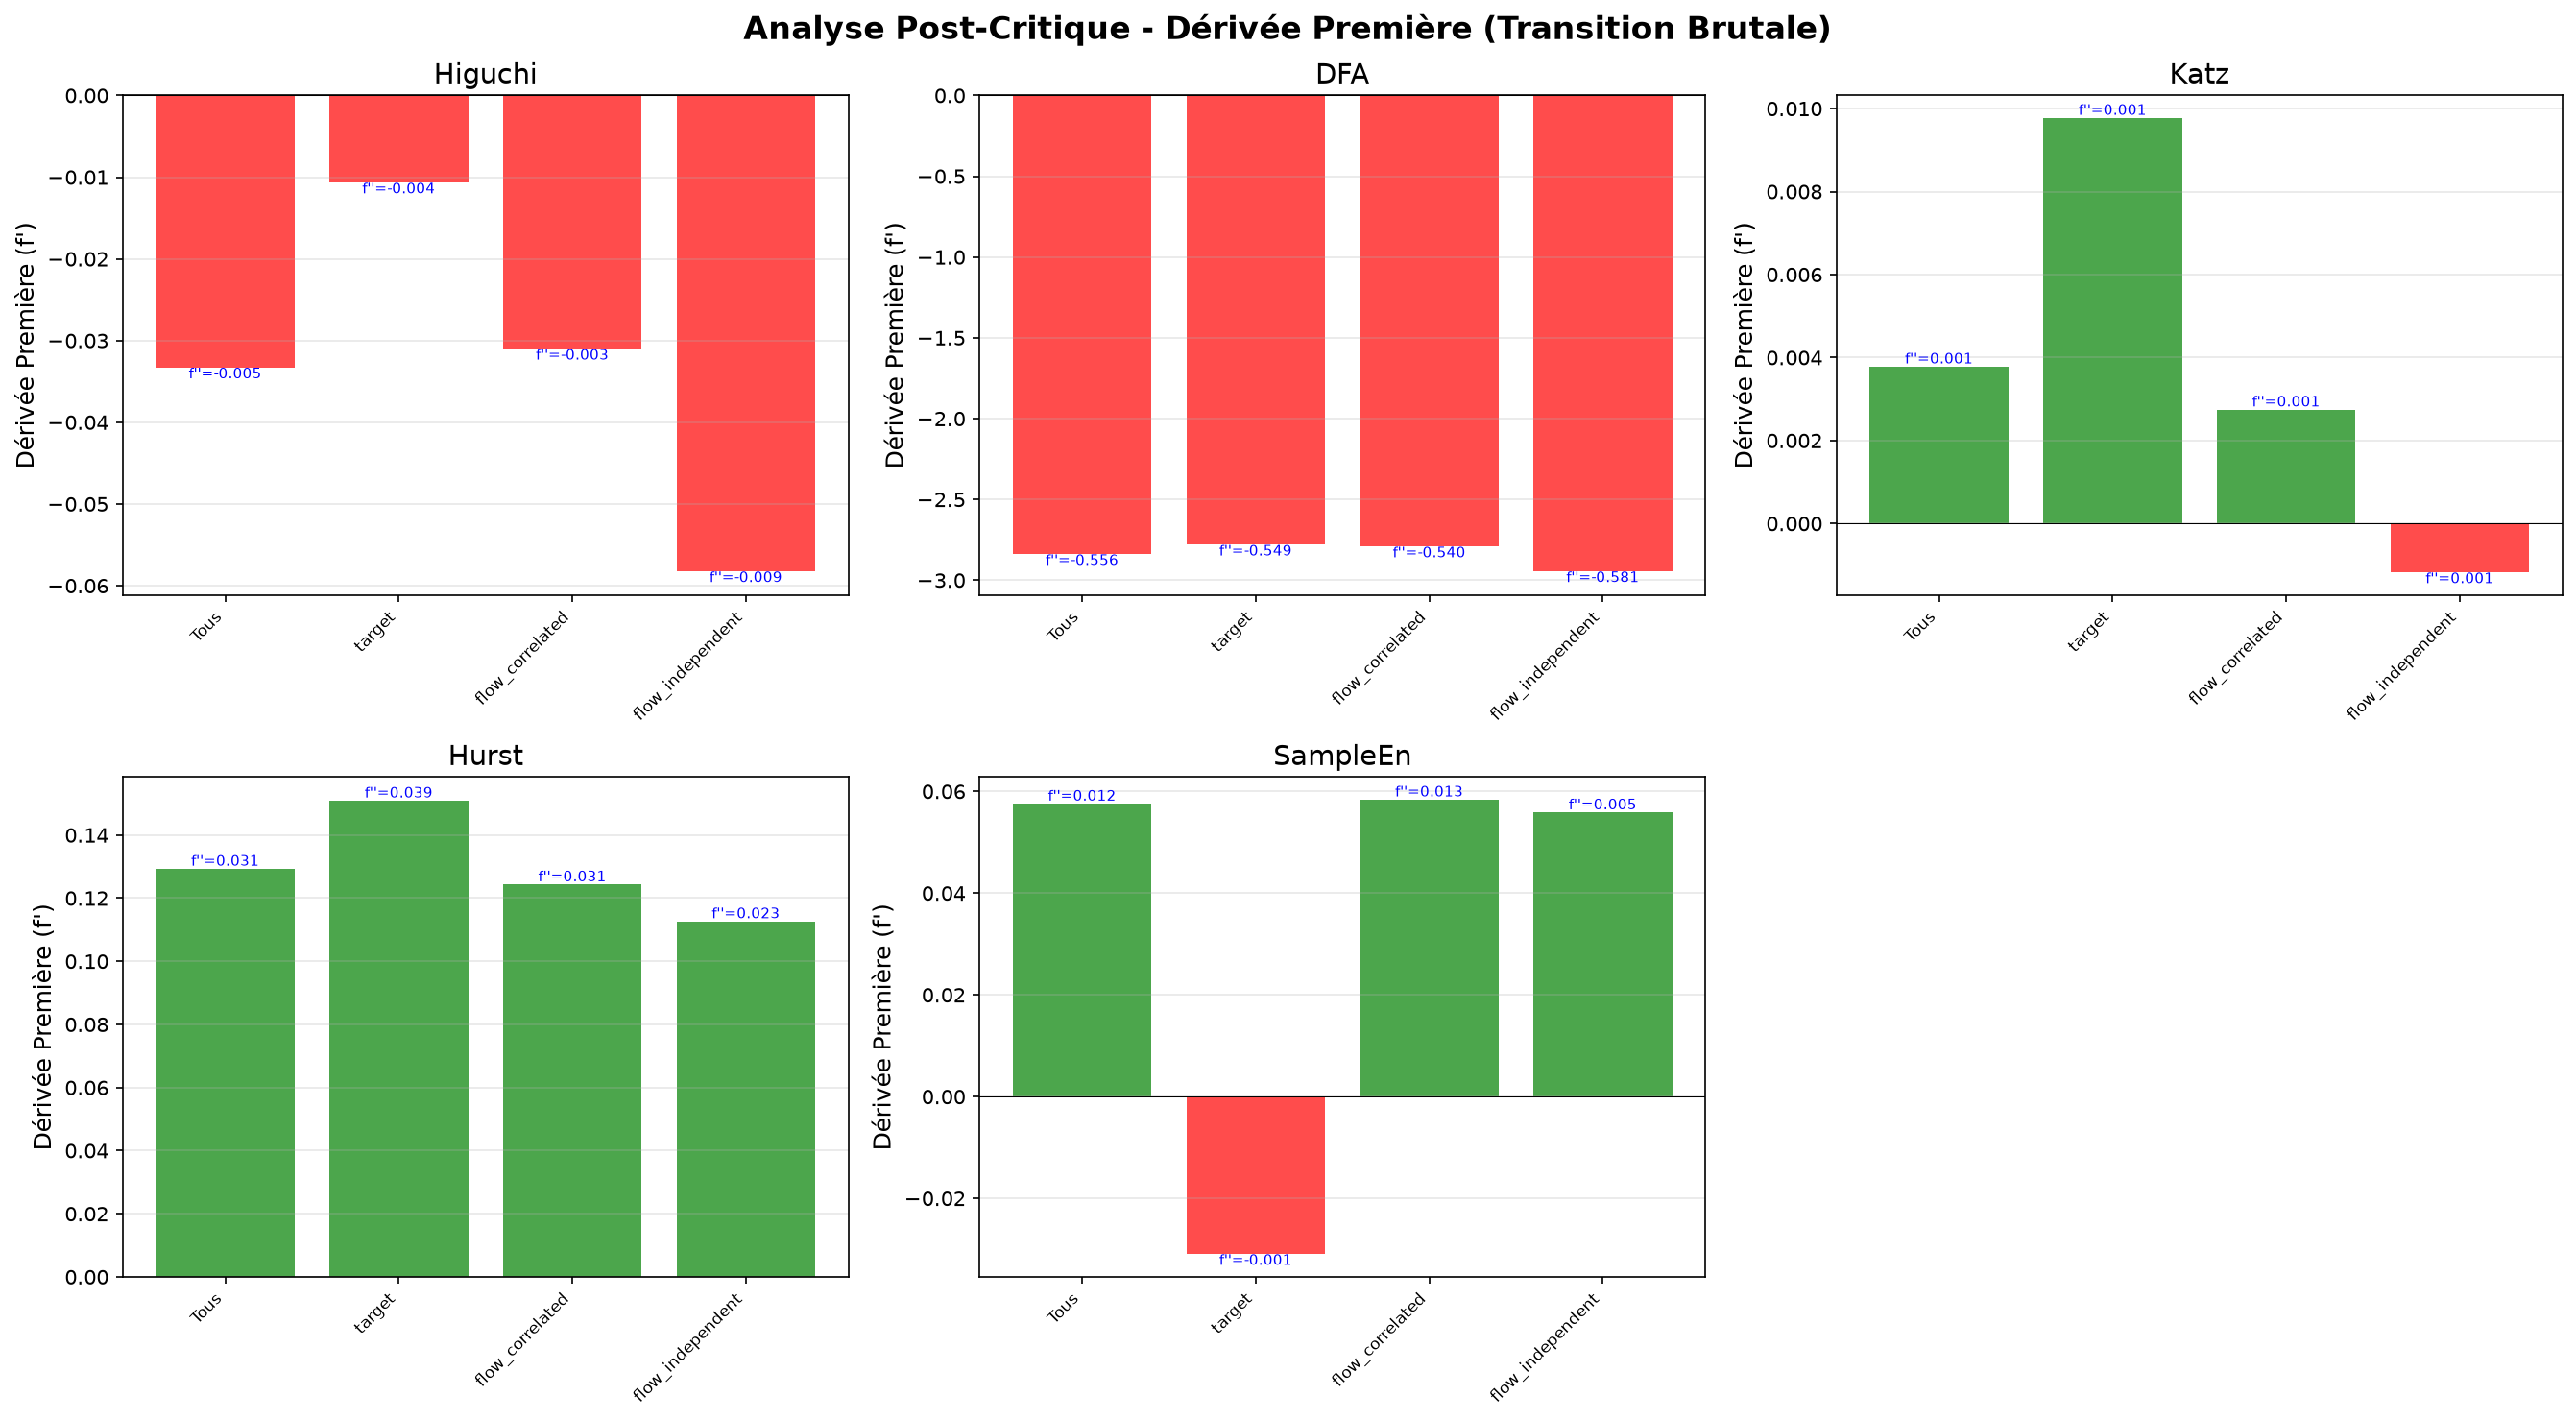 Analyse Post-Critique - Dérivée Première (Transition Brutale)
Higuchi
Dérivée Première (f')
0.00
−0.01
−0.02
−0.03
−0.04
−0.05
−0.06
f''=-0.005
f''=-0.004
f''=-0.003
f''=-0.009
Tous
target
flow_correlated
flow_independent
DFA
Dérivée Première (f')
0.0
−0.5
−1.0
−1.5
−2.0
−2.5
−3.0
f''=-0.556
f''=-0.549
f''=-0.540
f''=-0.581
Tous
target
flow_correlated
flow_independent
Katz
Dérivée Première (f')
0.010
0.008
0.006
0.004
0.002
0.000
f''=0.001
f''=0.001
f''=0.001
f''=0.001
Tous
target
flow_correlated
flow_independent
Hurst
Dérivée Première (f')
0.14
0.12
0.10
0.08
0.06
0.04
0.02
0.00
f''=0.031
f''=0.039
f''=0.031
f''=0.023
Tous
target
flow_correlated
flow_independent
SampleEn
Dérivée Première (f')
0.06
0.04
0.02
0.00
−0.02
f''=0.012
f''=-0.001
f''=0.013
f''=0.005
Tous
target
flow_correlated
flow_independent